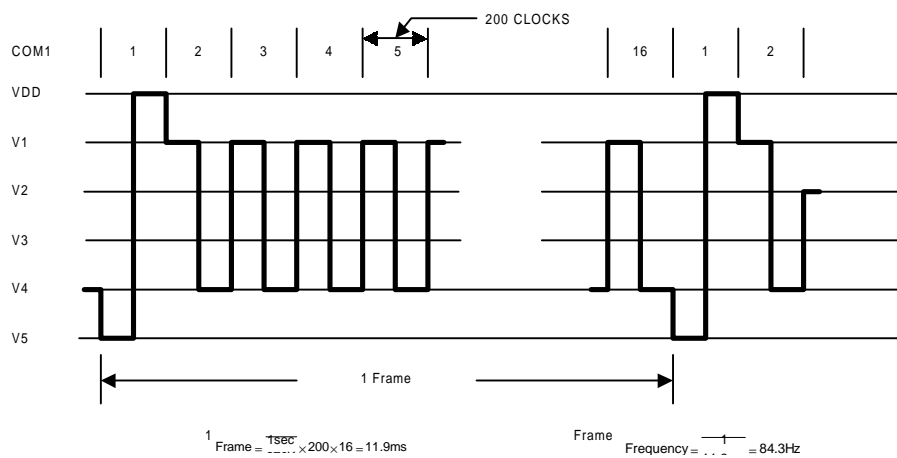 200 CLOCKS
COM1 1 2 3 4 5 16 1 2
VDD
V1
V2
V3
V4
V5
1 Frame
1 Frame = 1sec ×200×16 = 11.9ms
Frame Frequency = 1 = 84.3Hz